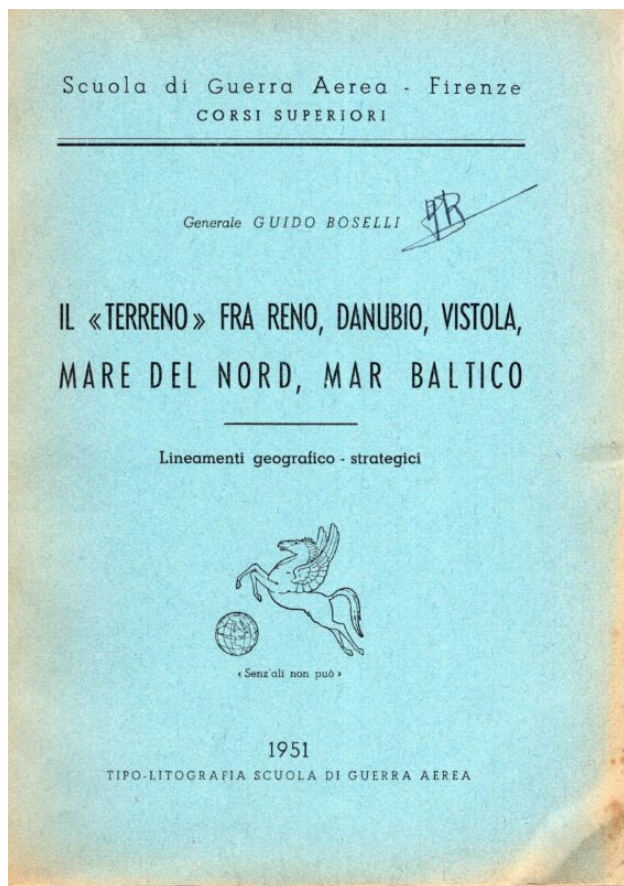 Scuola di Guerra Aerea - Firenze
CORSI SUPERIORI
Generale GUIDO BOSELLI
IL «TERRENO» FRA RENO, DANUBIO, VISTOLA,
MARE DEL NORD, MAR BALTICO
Lineamenti geografico - strategici
«Senz'ali non può»
1951
TIPO-LITOGRAFIA SCUOLA DI GUERRA AEREA